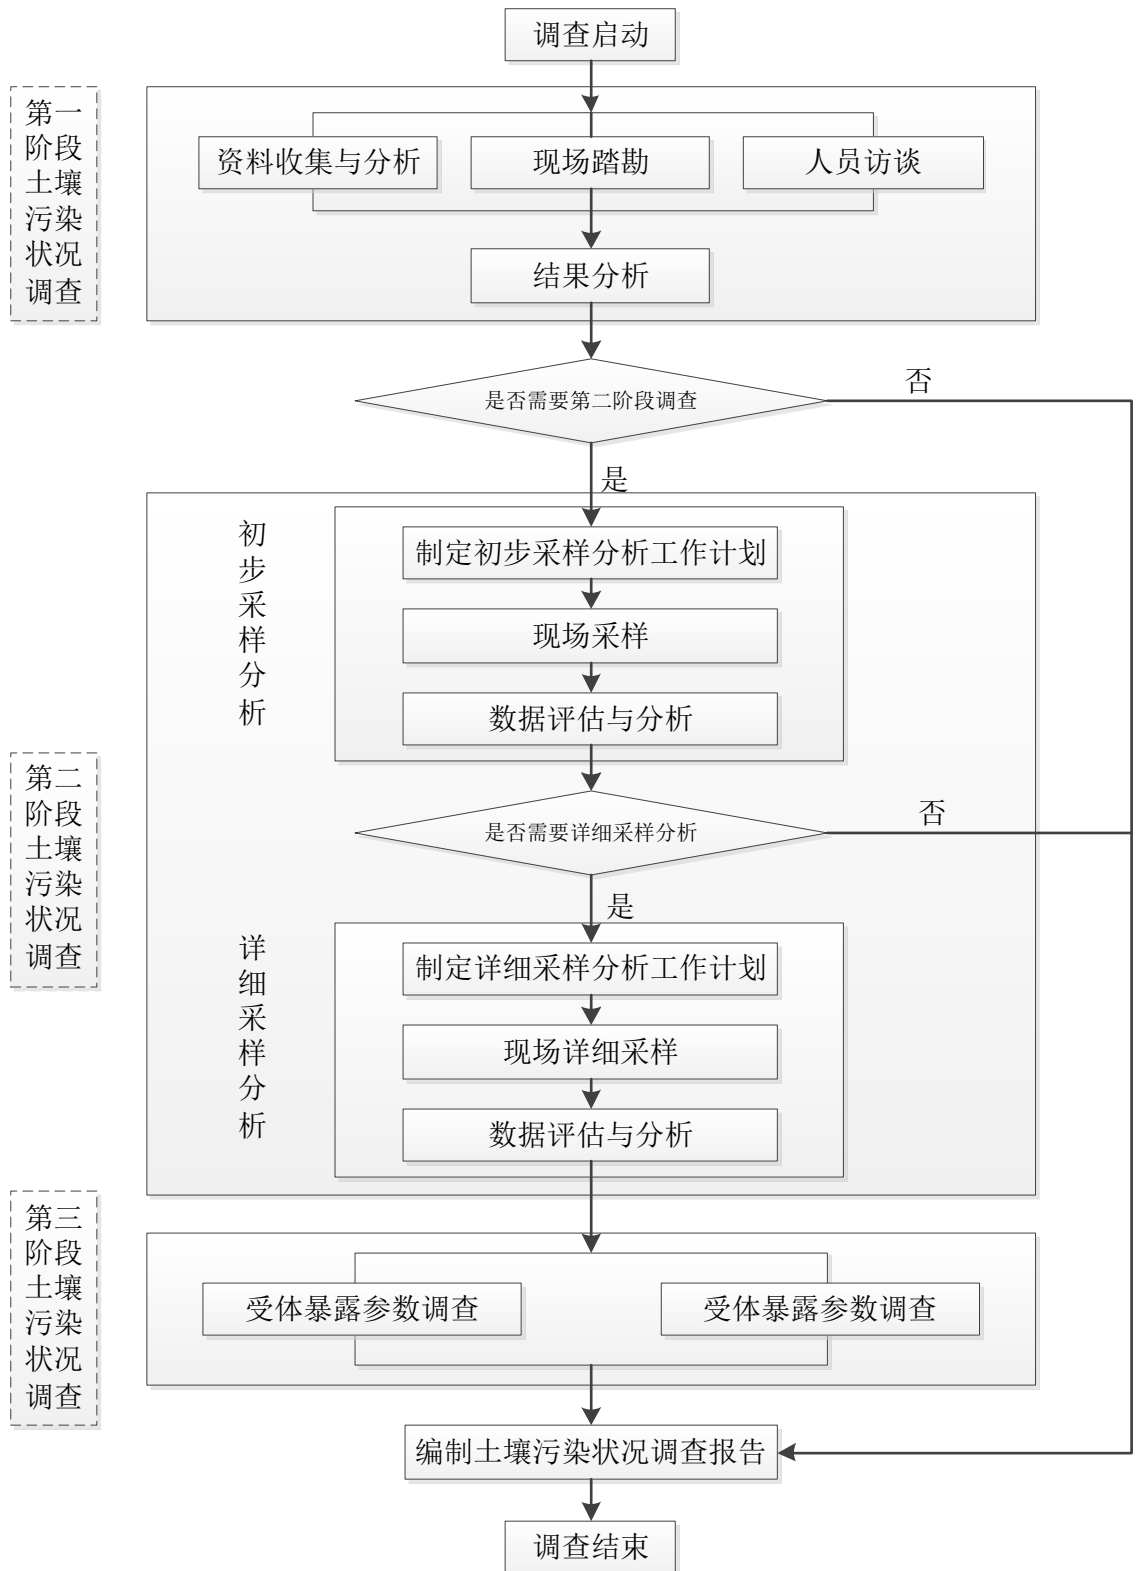 调查启动
第一
阶段
土壤
污染
状况
调查
资料收集与分析
现场踏勘
人员访谈
结果分析
是否需要第二阶段调查
否
是
初
步
采
样
分
析
制定初步采样分析工作计划
现场采样
数据评估与分析
第二
阶段
土壤
污染
状况
调查
是否需要详细采样分析
否
是
详
细
采
样
分
析
制定详细采样分析工作计划
现场详细采样
数据评估与分析
第三
阶段
土壤
污染
状况
调查
受体暴露参数调查
受体暴露参数调查
编制土壤污染状况调查报告
调查结束